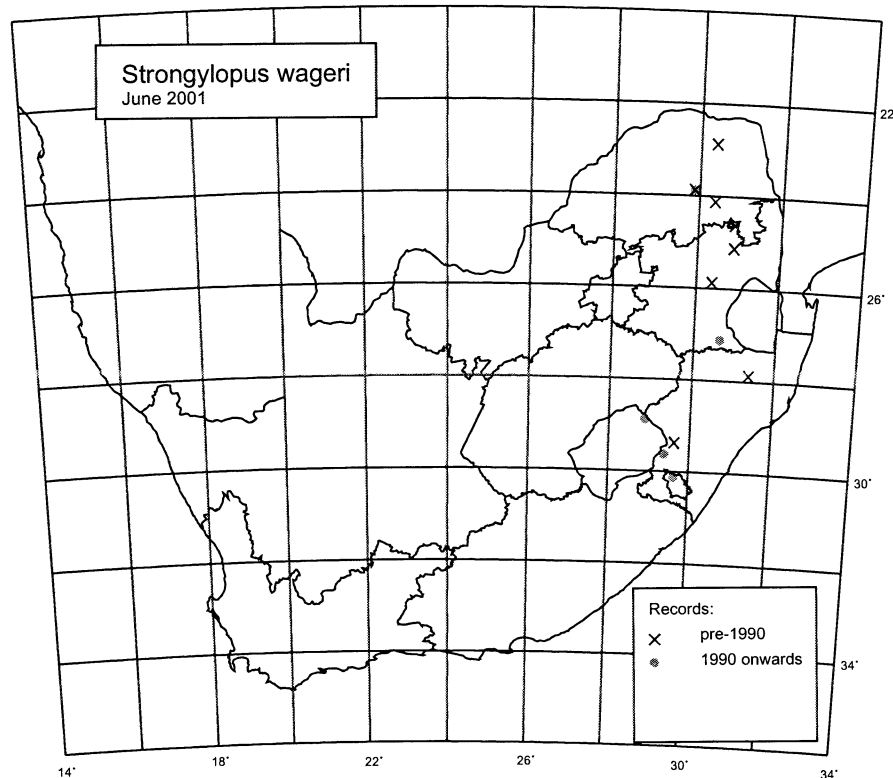 Strongylopus wageri
June 2001
22°
26°
30°
Records:
pre-1990
1990 onwards
34°
14°
18°
22°
26°
30°
34°